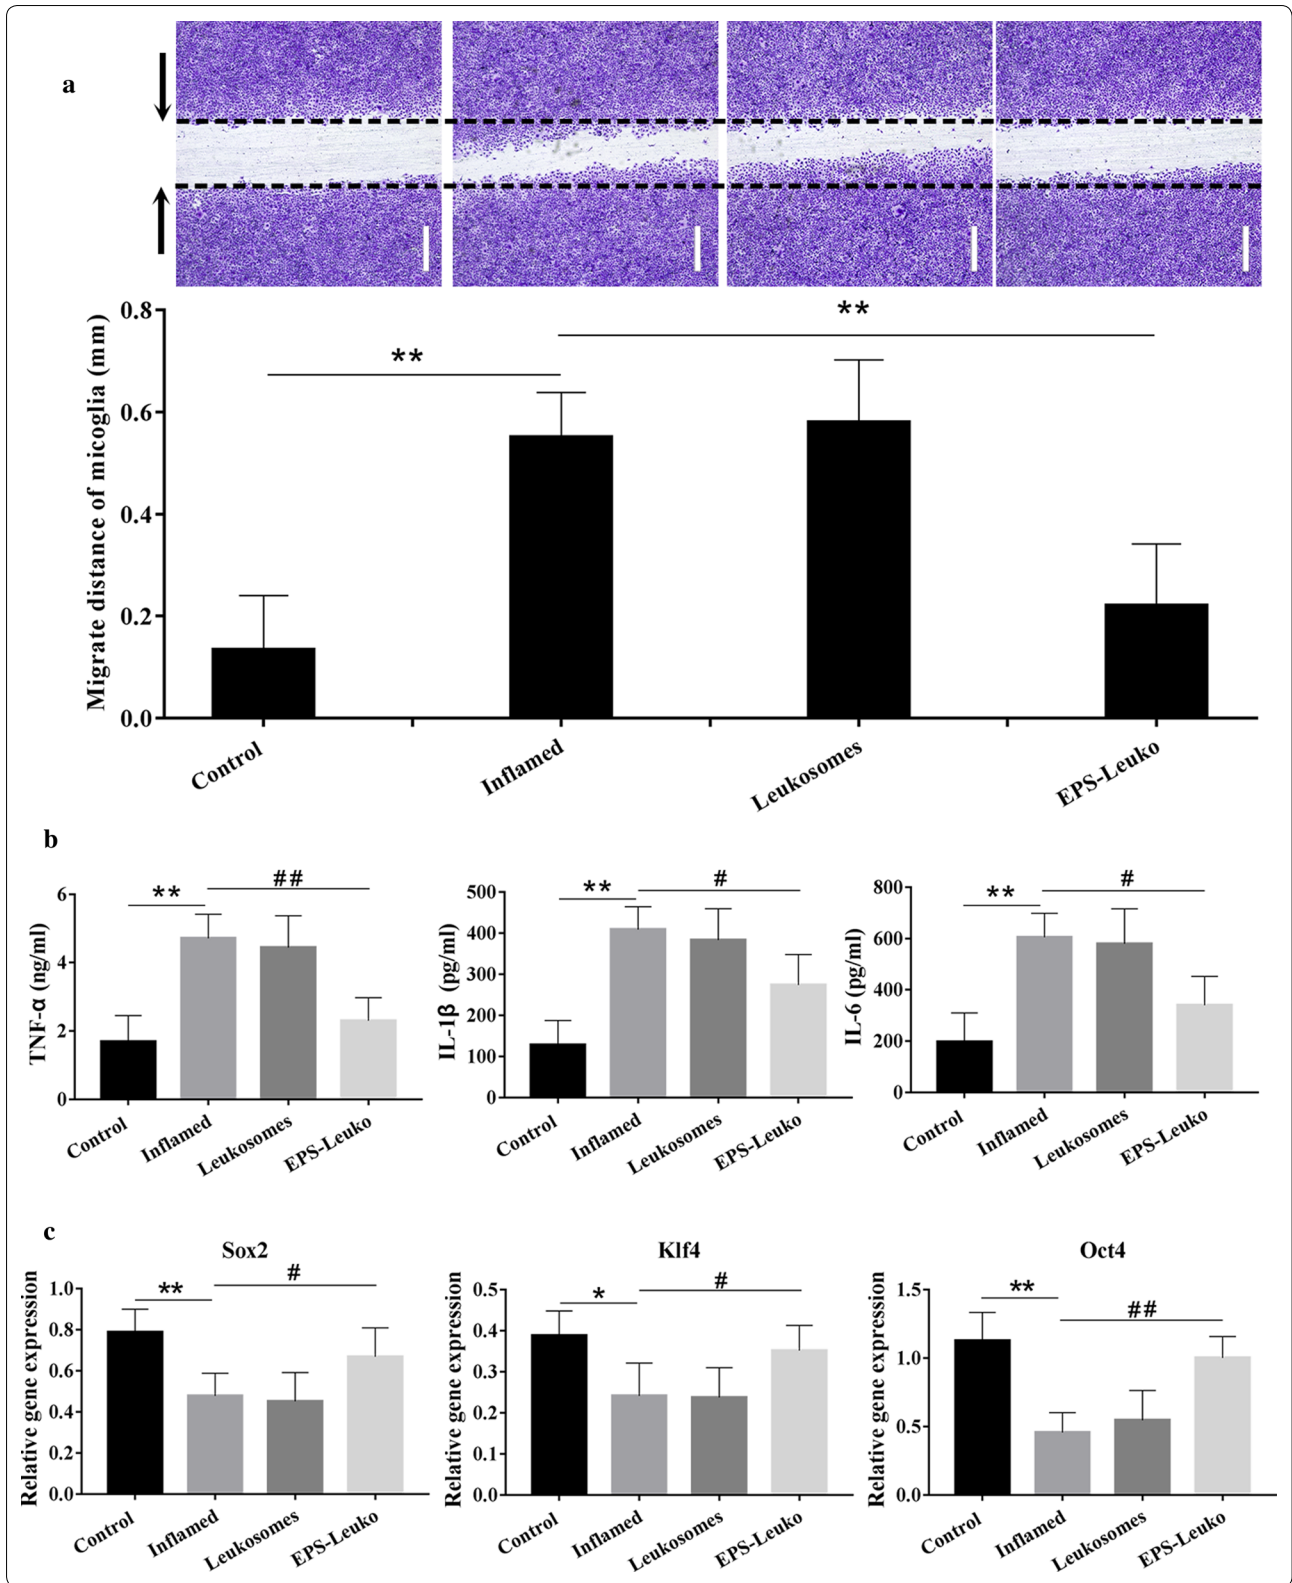 a
**
**
Migrate distance of micoglia (mm)
0.8
0.6
0.4
0.2
0.0
Control
Inflamed
Leukosomes
EPS-Leuko
b
TNF-α (ng/ml)
6
4
2
0
**
##
Control
Inflamed
Leukosomes
EPS-Leuko
IL-1β (pg/ml)
500
400
300
200
100
0
**
#
Control
Inflamed
Leukosomes
EPS-Leuko
IL-6 (pg/ml)
800
600
400
200
0
**
#
Control
Inflamed
Leukosomes
EPS-Leuko
c
Sox2
Relative gene expression
1.0
0.8
0.6
0.4
0.2
0.0
**
#
Control
Inflamed
Leukosomes
EPS-Leuko
Klf4
Relative gene expression
0.5
0.4
0.3
0.2
0.1
0.0
*
#
Control
Inflamed
Leukosomes
EPS-Leuko
Oct4
Relative gene expression
1.5
1.0
0.5
0.0
**
##
Control
Inflamed
Leukosomes
EPS-Leuko